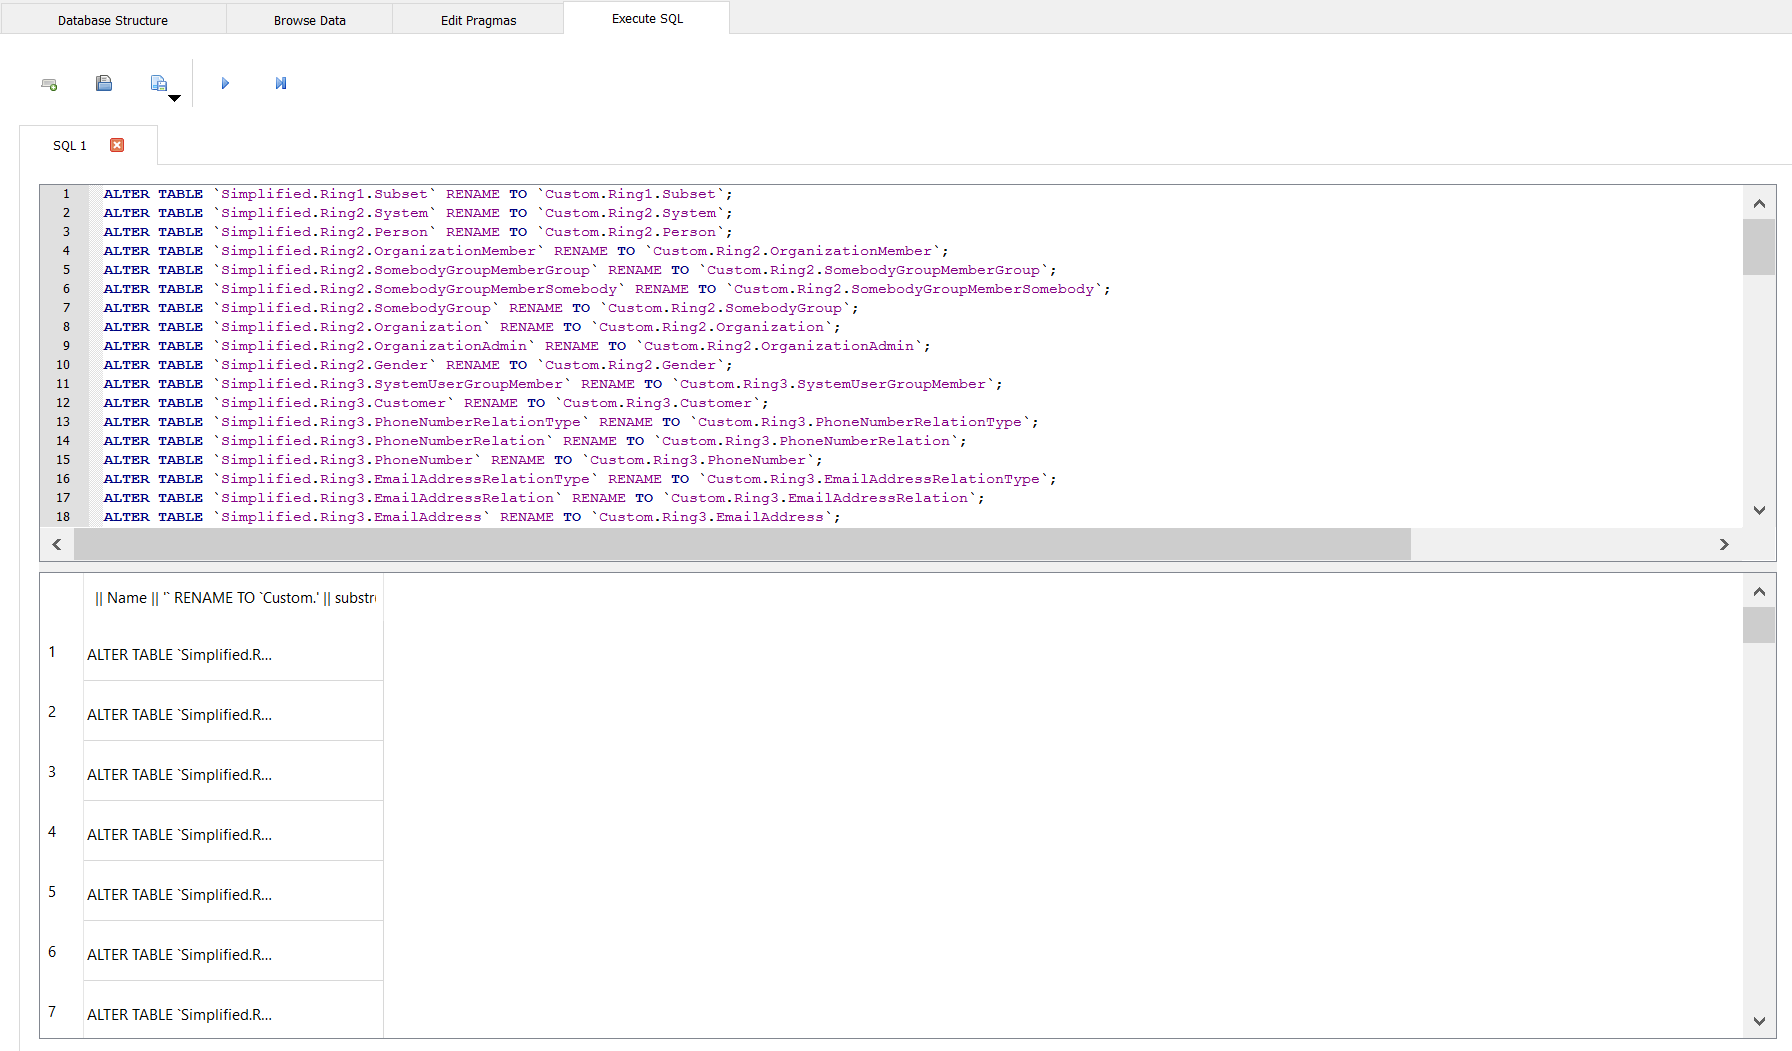 Database Structure Browse Data Edit Pragmas Execute SQL
SQL 1
1 ALTER TABLE `Simplified.Ring1.Subset` RENAME TO `Custom.Ring1.Subset`;
2 ALTER TABLE `Simplified.Ring2.System` RENAME TO `Custom.Ring2.System`;
3 ALTER TABLE `Simplified.Ring2.Person` RENAME TO `Custom.Ring2.Person`;
4 ALTER TABLE `Simplified.Ring2.OrganizationMember` RENAME TO `Custom.Ring2.OrganizationMember`;
5 ALTER TABLE `Simplified.Ring2.SomebodyGroupMemberGroup` RENAME TO `Custom.Ring2.SomebodyGroupMemberGroup`;
6 ALTER TABLE `Simplified.Ring2.SomebodyGroupMemberSomebody` RENAME TO `Custom.Ring2.SomebodyGroupMemberSomebody`;
7 ALTER TABLE `Simplified.Ring2.SomebodyGroup` RENAME TO `Custom.Ring2.SomebodyGroup`;
8 ALTER TABLE `Simplified.Ring2.Organization` RENAME TO `Custom.Ring2.Organization`;
9 ALTER TABLE `Simplified.Ring2.OrganizationAdmin` RENAME TO `Custom.Ring2.OrganizationAdmin`;
10 ALTER TABLE `Simplified.Ring2.Gender` RENAME TO `Custom.Ring2.Gender`;
11 ALTER TABLE `Simplified.Ring3.SystemUserGroupMember` RENAME TO `Custom.Ring3.SystemUserGroupMember`;
12 ALTER TABLE `Simplified.Ring3.Customer` RENAME TO `Custom.Ring3.Customer`;
13 ALTER TABLE `Simplified.Ring3.PhoneNumberRelationType` RENAME TO `Custom.Ring3.PhoneNumberRelationType`;
14 ALTER TABLE `Simplified.Ring3.PhoneNumberRelation` RENAME TO `Custom.Ring3.PhoneNumberRelation`;
15 ALTER TABLE `Simplified.Ring3.PhoneNumber` RENAME TO `Custom.Ring3.PhoneNumber`;
16 ALTER TABLE `Simplified.Ring3.EmailAddressRelationType` RENAME TO `Custom.Ring3.EmailAddressRelationType`;
17 ALTER TABLE `Simplified.Ring3.EmailAddressRelation` RENAME TO `Custom.Ring3.EmailAddressRelation`;
18 ALTER TABLE `Simplified.Ring3.EmailAddress` RENAME TO `Custom.Ring3.EmailAddress`;
|| Name || '` RENAME TO `Custom.' || substr(
1 ALTER TABLE `Simplified.R...
2 ALTER TABLE `Simplified.R...
3 ALTER TABLE `Simplified.R...
4 ALTER TABLE `Simplified.R...
5 ALTER TABLE `Simplified.R...
6 ALTER TABLE `Simplified.R...
7 ALTER TABLE `Simplified.R...